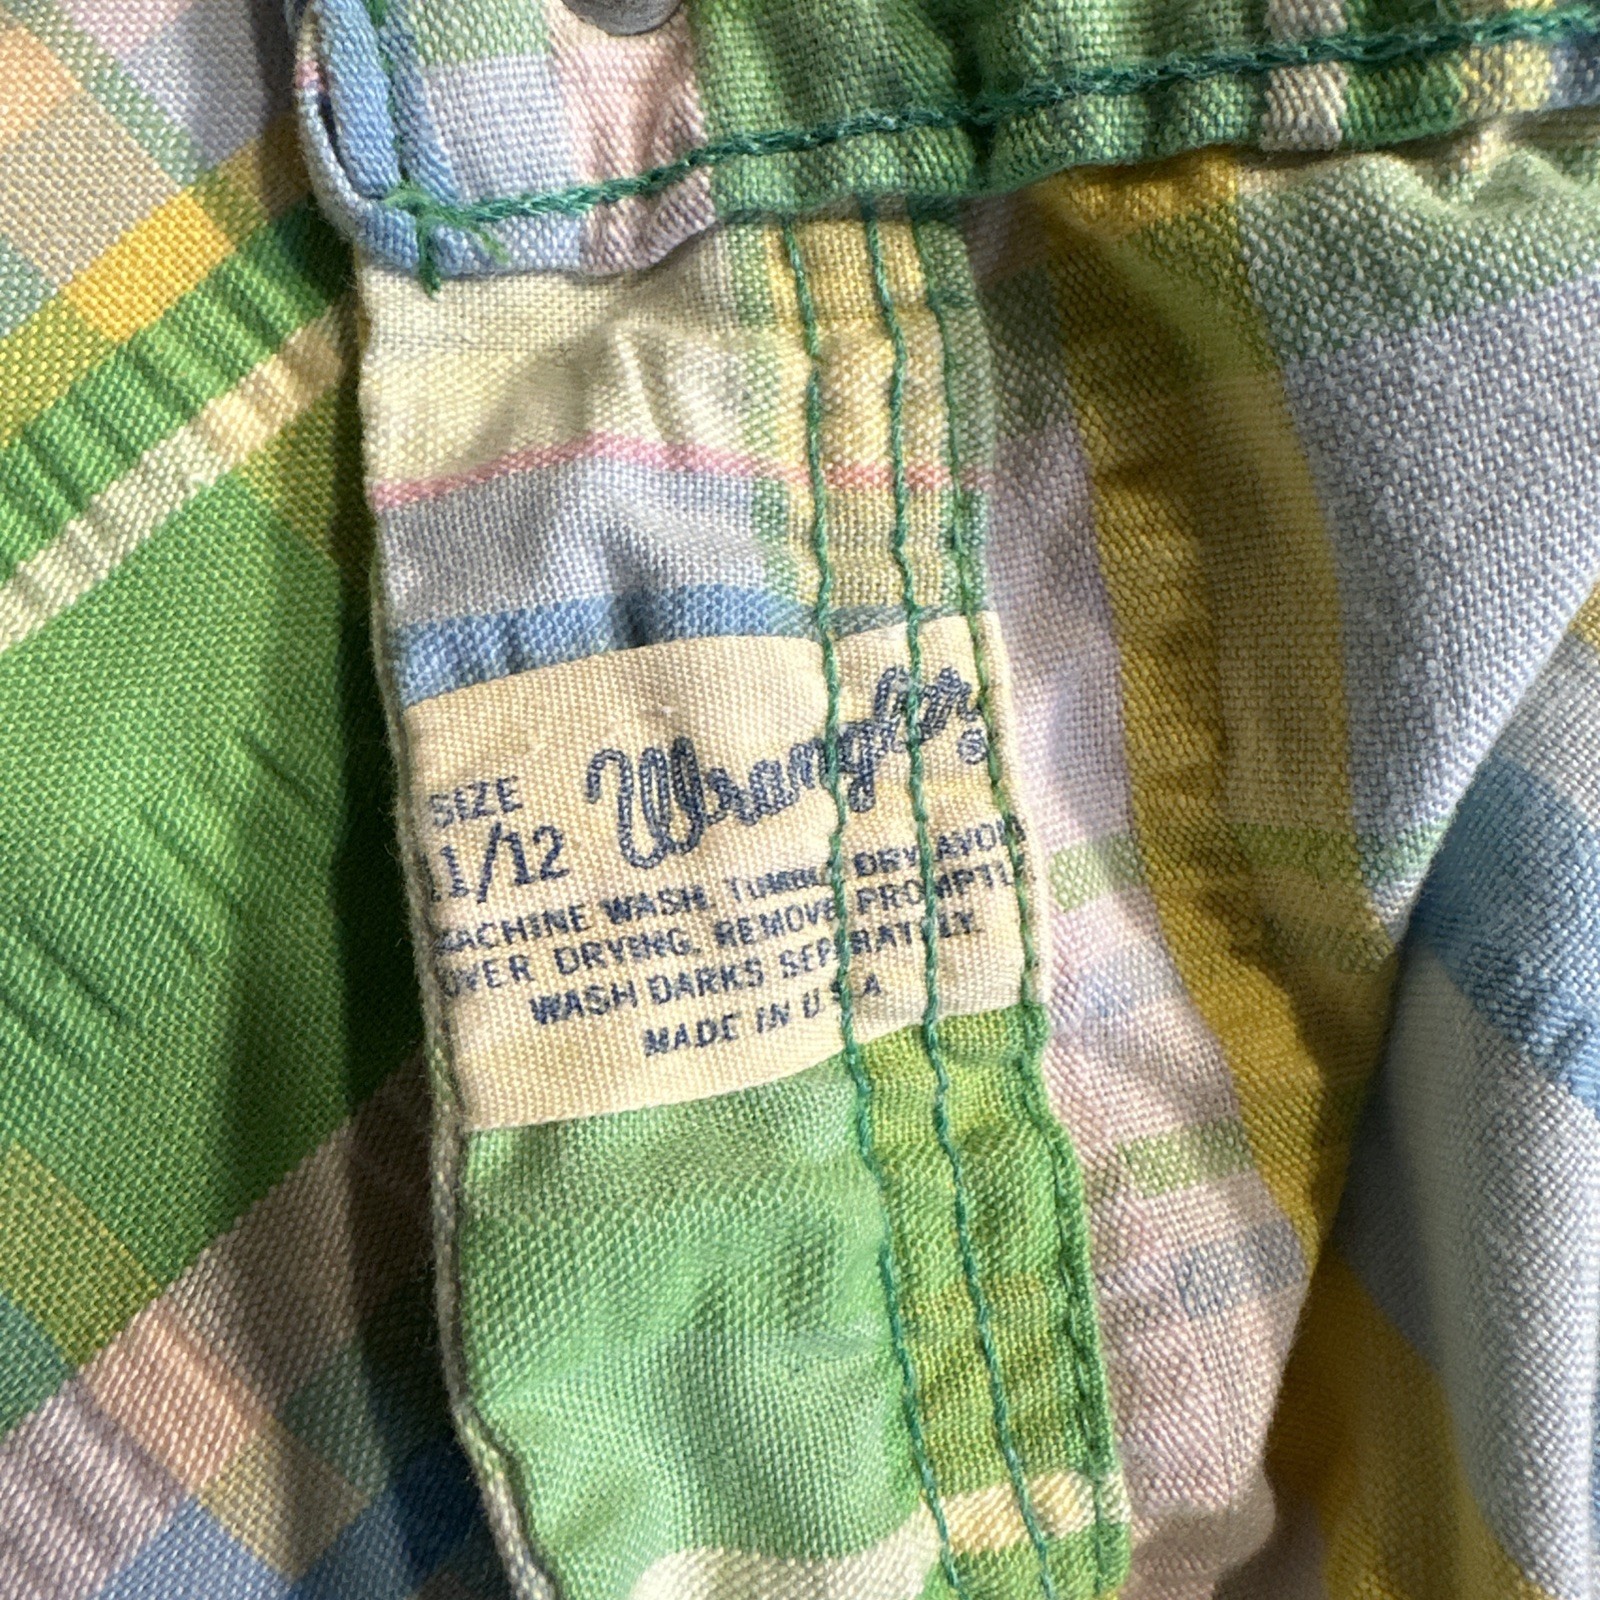 Wrangler
SIZE
11/12
MACHINE WASH, TUMBLE DRY AVOID
OVER DRYING. REMOVE PROMPTLY
WASH DARKS SEPARATELY
MADE IN U S A